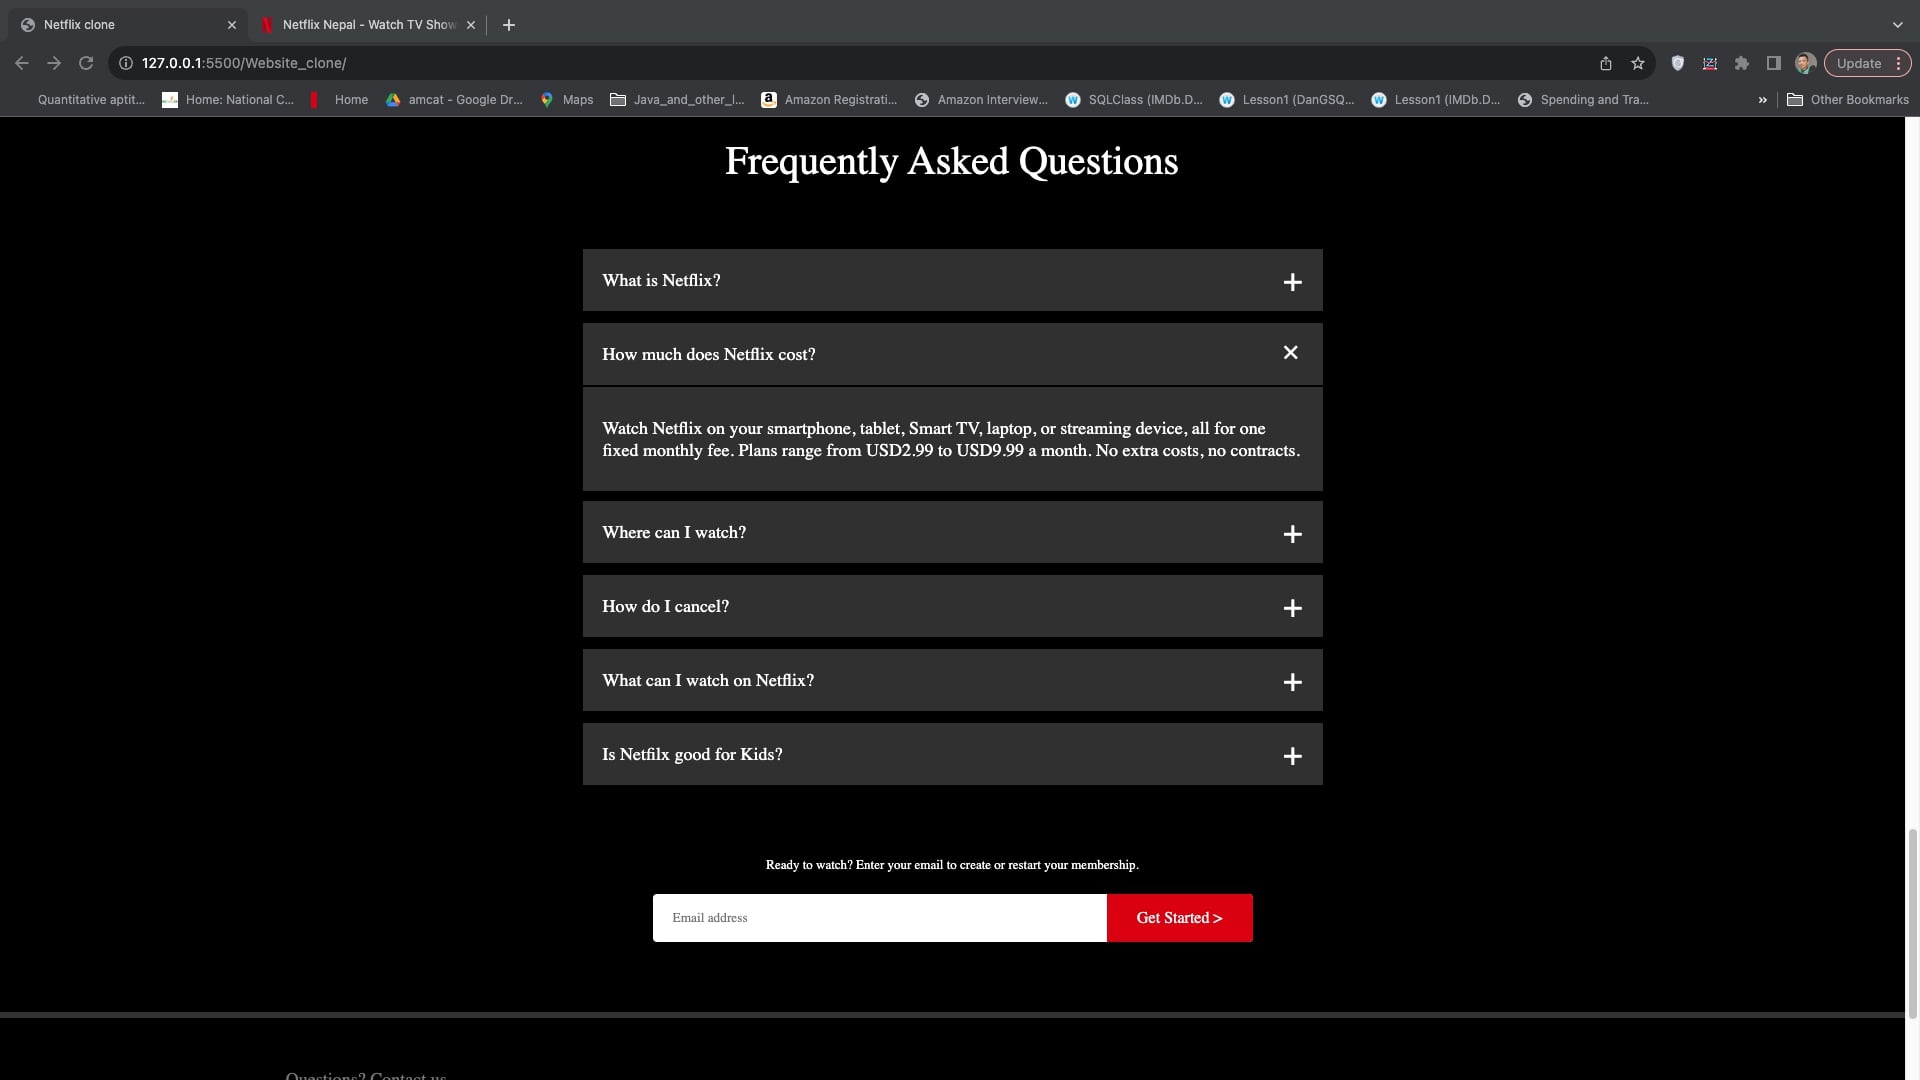 Netflix clone
Netflix Nepal - Watch TV Show
127.0.0.1:5500/Website_clone/
Update
Quantitative aptit...
Home: National C...
Home
amcat - Google Dr...
Maps
Java_and_other_l...
Amazon Registrati...
Amazon Interview...
SQLClass (IMDb.D...
Lesson1 (DanGSQ...
Lesson1 (IMDb.D...
Spending and Tra...
»
Other Bookmarks
Frequently Asked Questions
What is Netflix?
How much does Netflix cost?
Watch Netflix on your smartphone, tablet, Smart TV, laptop, or streaming device, all for one
fixed monthly fee. Plans range from USD2.99 to USD9.99 a month. No extra costs, no contracts.
Where can I watch?
How do I cancel?
What can I watch on Netflix?
Is Netfilx good for Kids?
Ready to watch? Enter your email to create or restart your membership.
Email address
Get Started >
Questions? Contact us